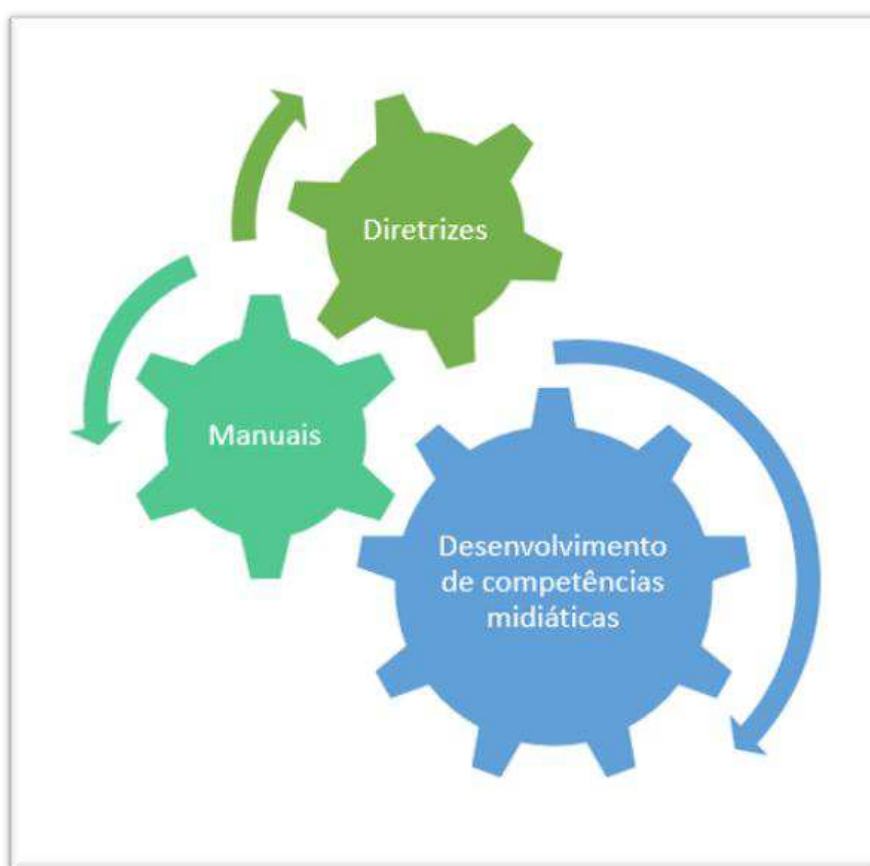 Diretrizes
Manuais
Desenvolvimento
de competências
midiáticas